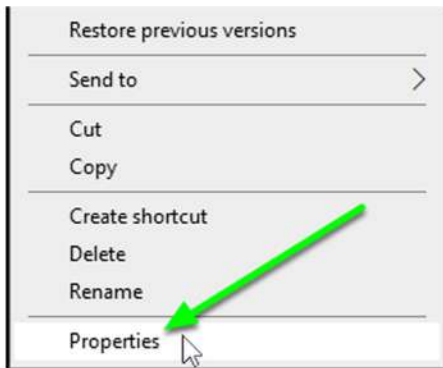 Restore previous versions
Send to
Cut
Copy
Create shortcut
Delete
Rename
Properties